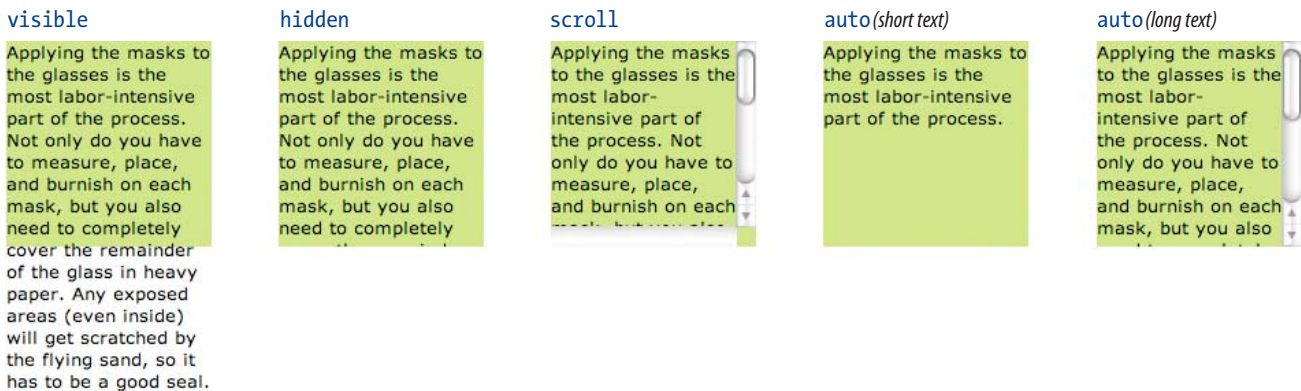 visible
Applying the masks to
the glasses is the
most labor-intensive
part of the process.
Not only do you have
to measure, place,
and burnish on each
mask, but you also
need to completely
cover the remainder
of the glass in heavy
paper. Any exposed
areas (even inside)
will get scratched by
the flying sand, so it
has to be a good seal.
hidden
Applying the masks to
the glasses is the
most labor-intensive
part of the process.
Not only do you have
to measure, place,
and burnish on each
mask, but you also
need to completely
scroll
Applying the masks
to the glasses is the
most labor-
intensive part of
the process. Not
only do you have to
measure, place,
and burnish on each
mask, but you also
auto (short text)
Applying the masks to
the glasses is the
most labor-intensive
part of the process.
auto (long text)
Applying the masks
to the glasses is the
most labor-
intensive part of
the process. Not
only do you have to
measure, place,
and burnish on each
mask, but you also